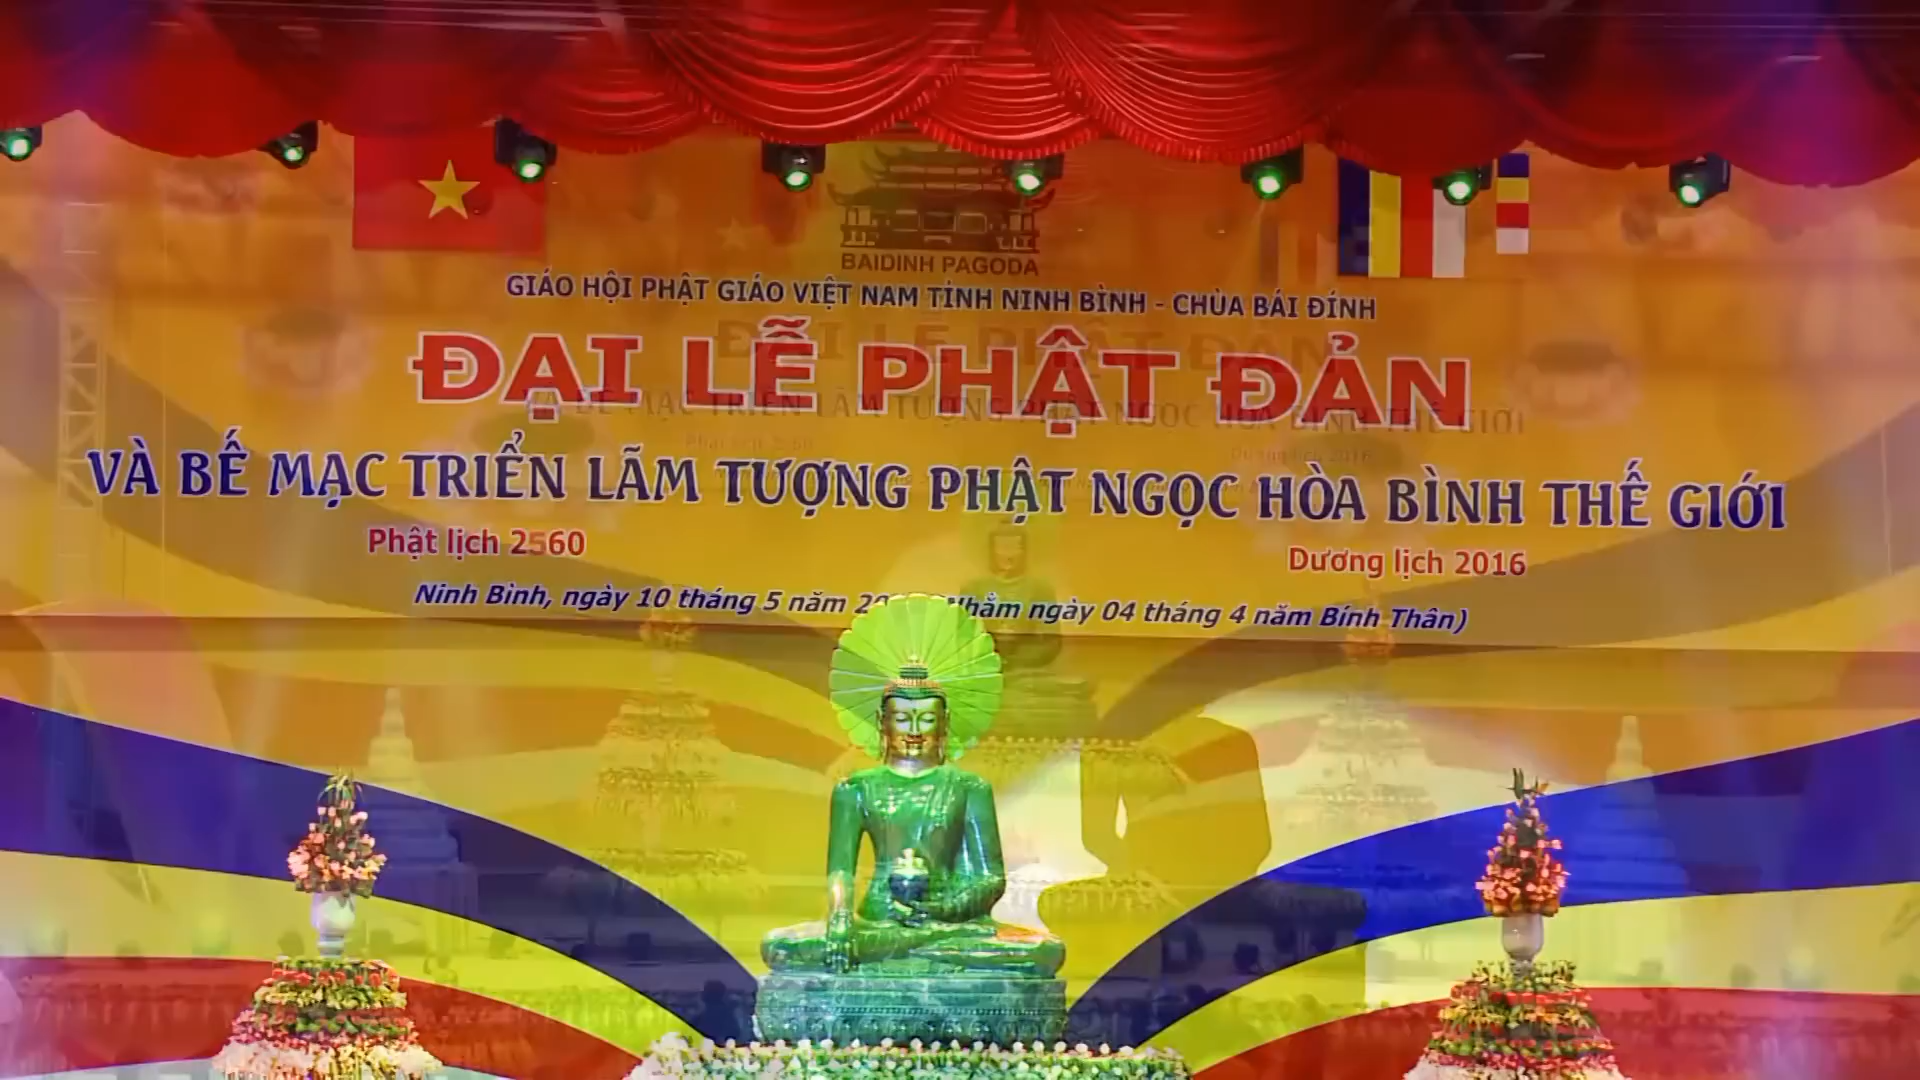 BAIDINH PAGODA
GIÁO HỘI PHẬT GIÁO VIỆT NAM TỈNH NINH BÌNH - CHÙA BÁI ĐÍNH
ĐẠI LỄ PHẬT ĐẢN
VÀ BẾ MẠC TRIỂN LÃM TƯỢNG PHẬT NGỌC HÒA BÌNH THẾ GIỚI
Phật lịch 2560
Dương lịch 2016
Ninh Bình, ngày 10 tháng 5 năm ngày 04 tháng 4 năm Bính Thân)